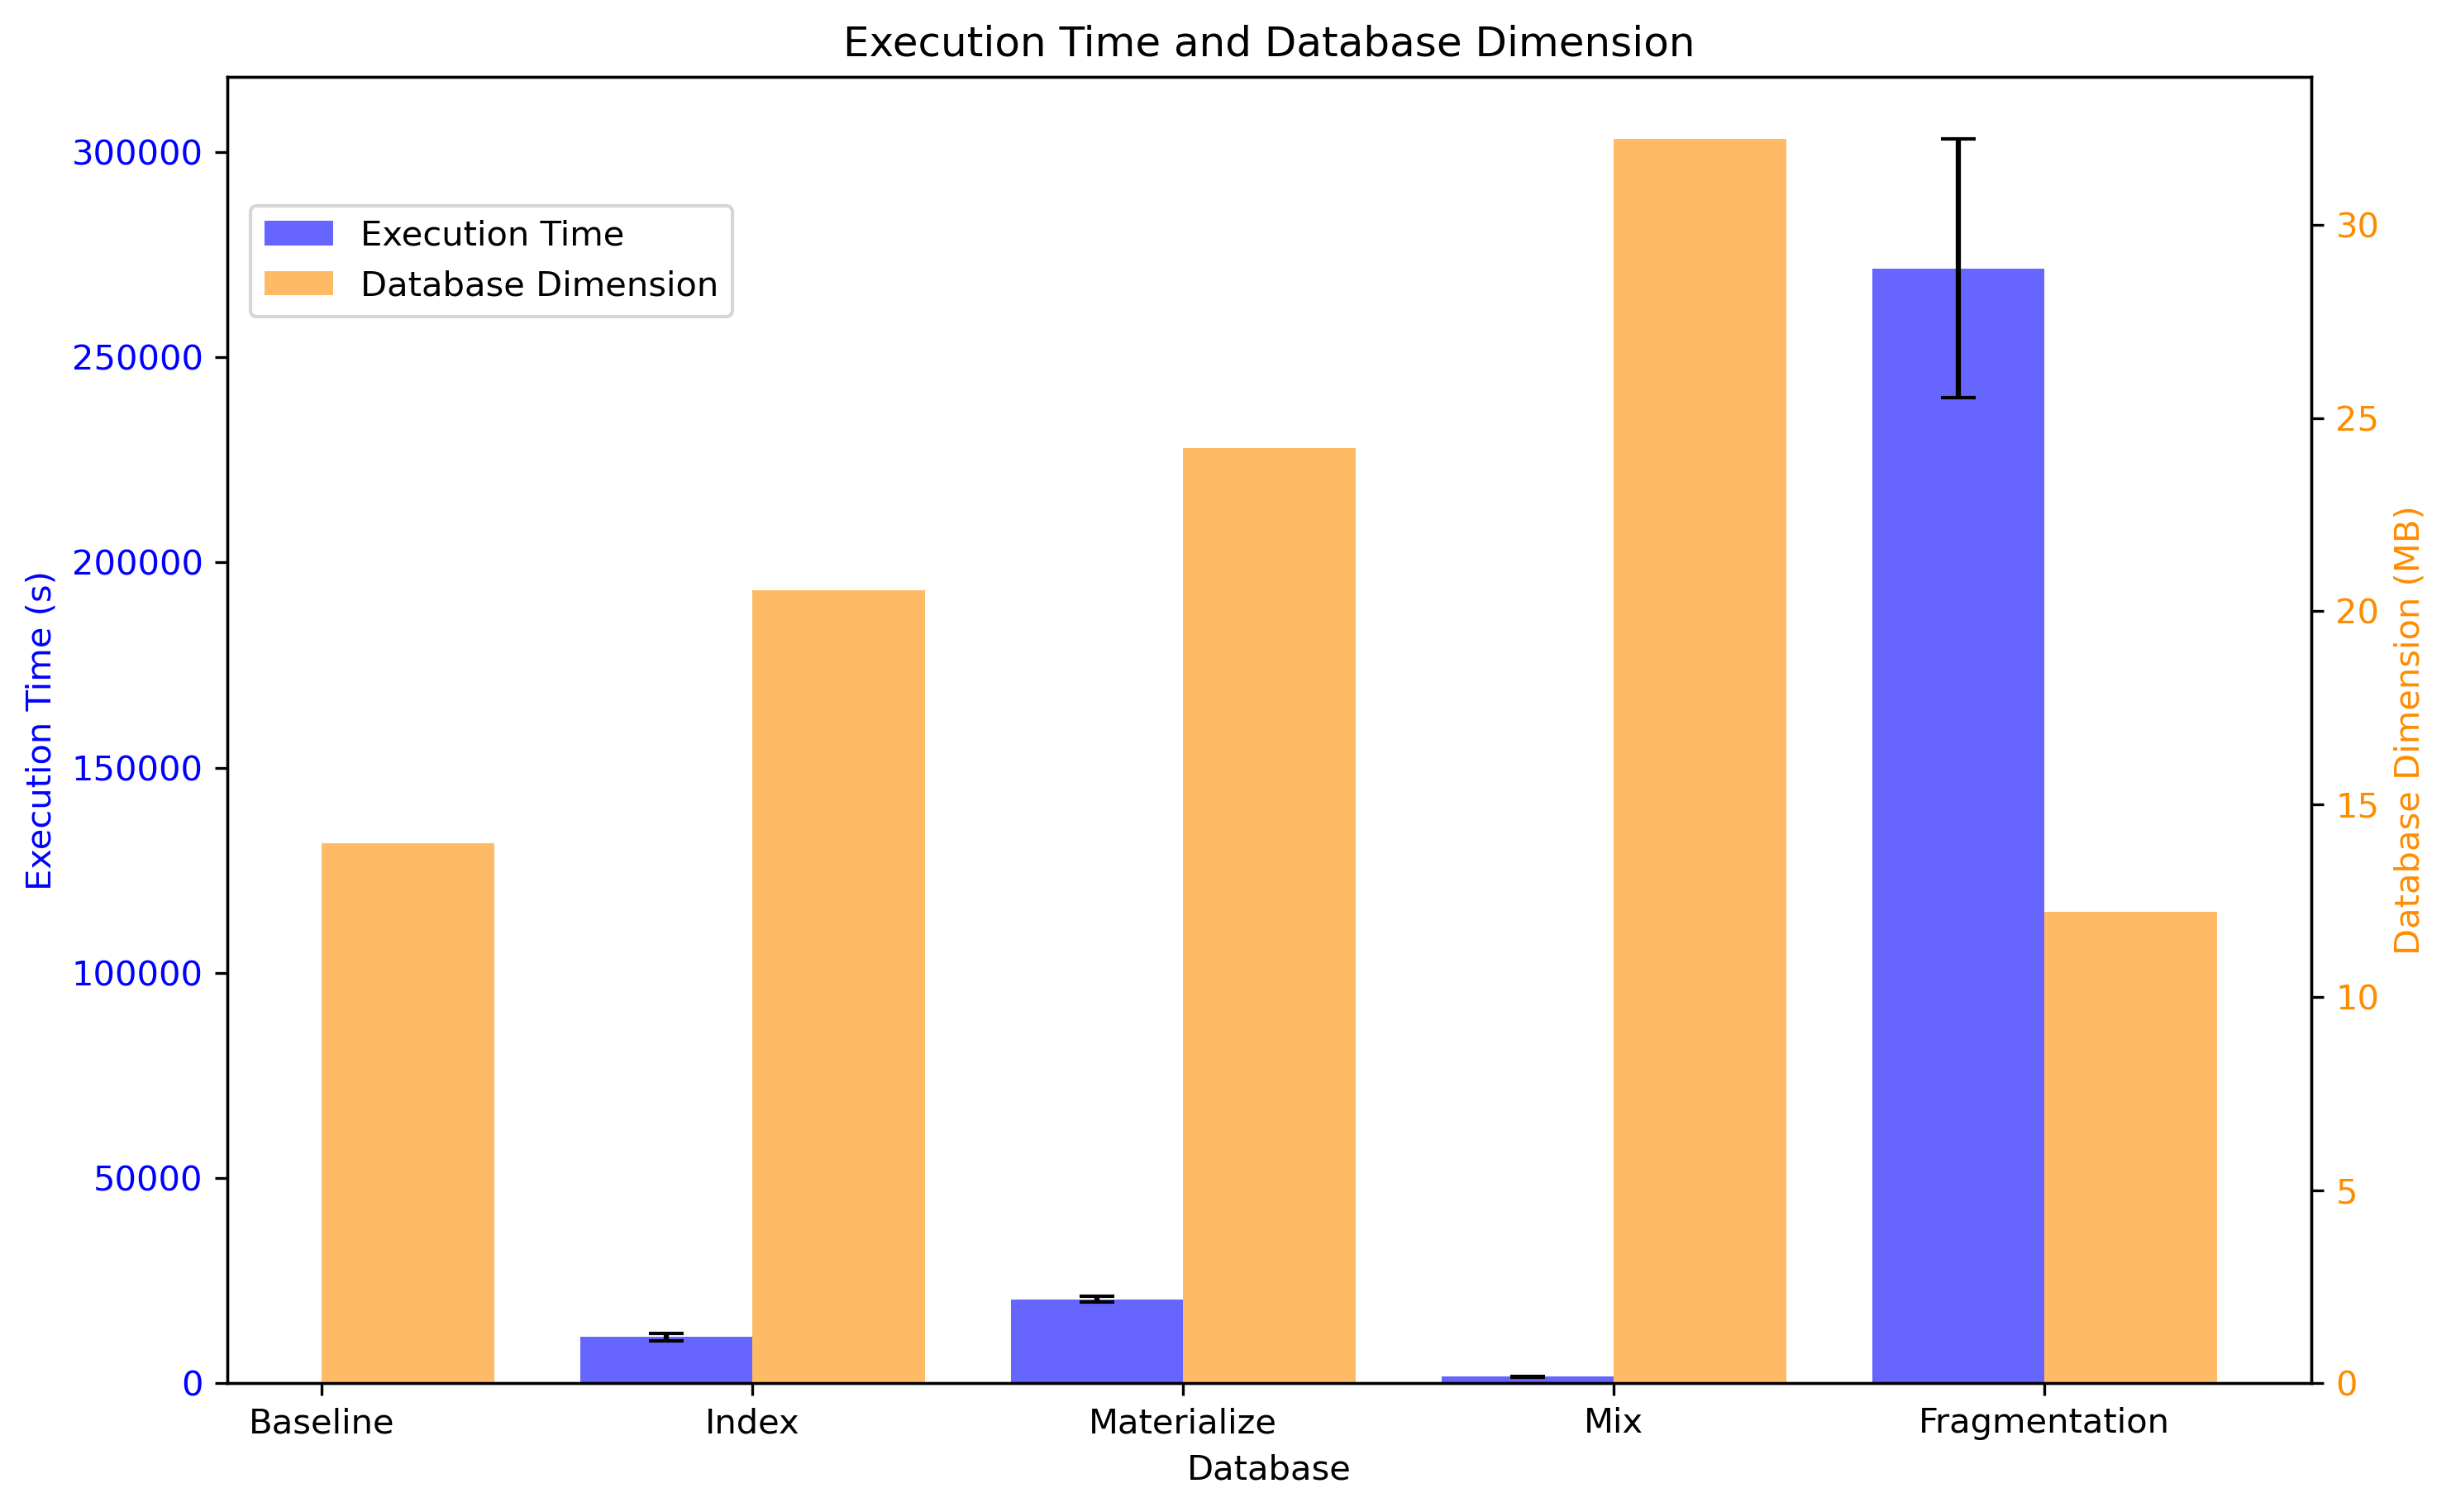 Execution Time and Database Dimension
Execution Time (s)
300000
250000
200000
150000
100000
50000
0
Execution Time
Database Dimension
30
25
20
15
10
5
0
Database Dimension (MB)
Baseline Index Materialize Mix Fragmentation
Database